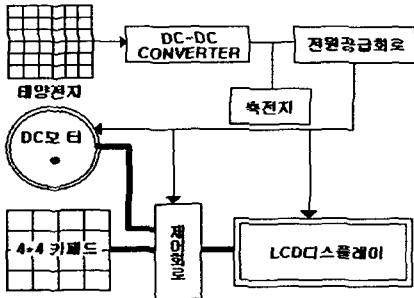 DC-DC
CONVERTER
전원공급회로
태양전지
축전지
DC모 터
4*4 키패드
제어회로
LCD디스플레이